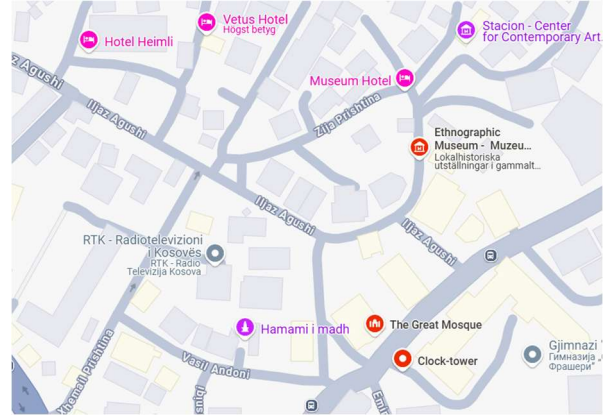 Vetus Hotel
Högst betyg
Stacion - Center
for Contemporary Art
Hotel Heimli
Museum Hotel
z Agushi
Iljaz Agushi
Zija Prishtina
Ethnographic
Museum - Muzeu...
Lokalhistoriska
utställningar i gammalt...
Iljaz Agushi
Iljaz Agushi
RTK - Radiotelevizioni
i Kosovës
RTK - Radio
Televizija Kosova
Hamami i madh
The Great Mosque
Clock-tower
Gjimnazi
Гимназија
Фрашери"
Vasil Andoni
Xhemail Prishtina